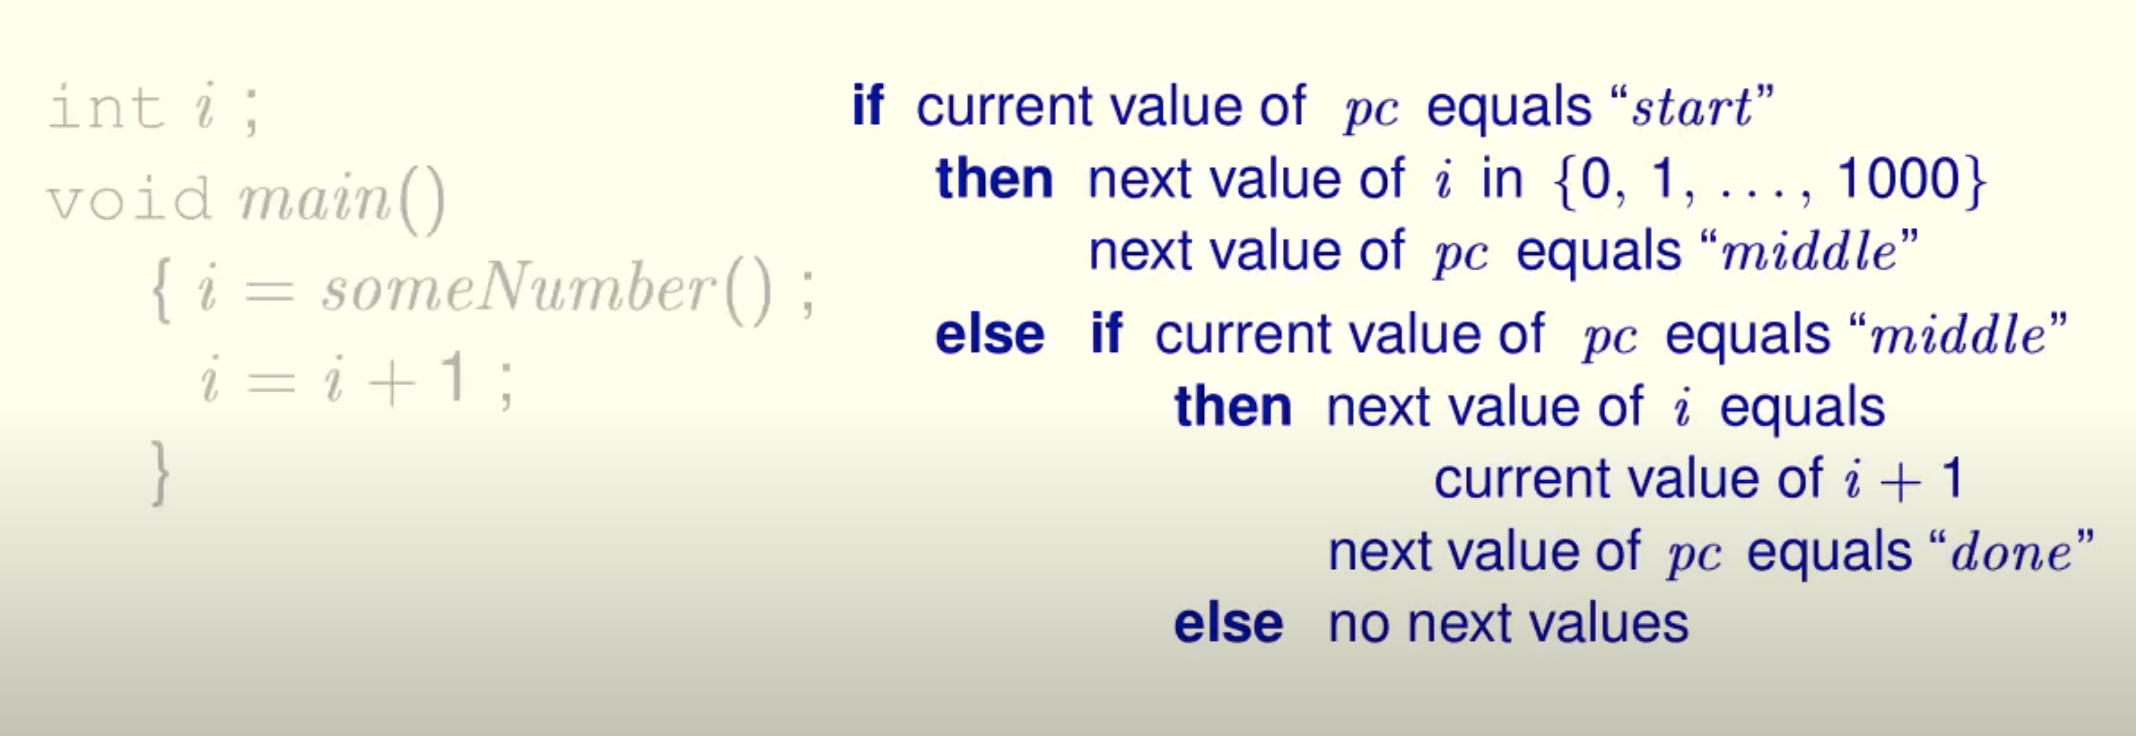 int i ;
void main()
{ i = someNumber() ;
i = i + 1 ;
}
if current value of pc equals “start”
then next value of i in {0, 1, . . . , 1000}
next value of pc equals “middle”
else if current value of pc equals “middle”
then next value of i equals
current value of i + 1
next value of pc equals “done”
else no next values